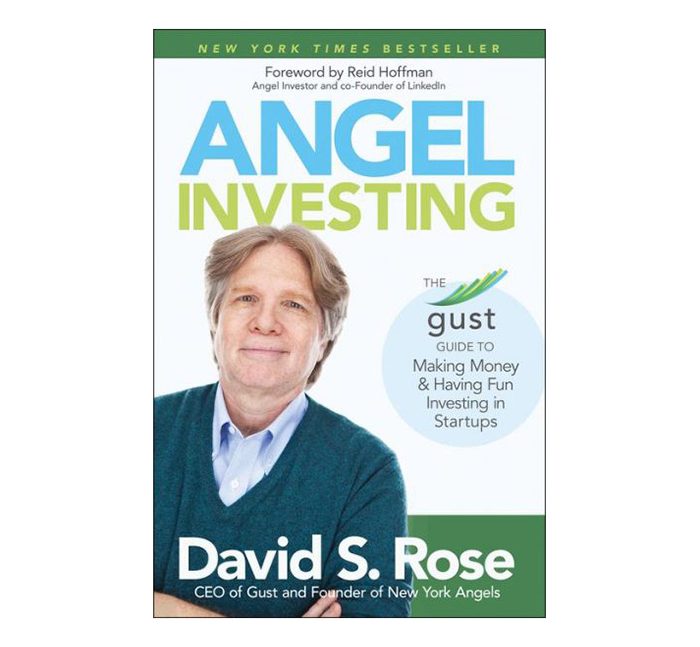 NEW YORK TIMES BESTSELLER
Foreword by Reid Hoffman
Angel Investor and co-Founder of LinkedIn
ANGEL
INVESTING
THE
gust
GUIDE TO
Making Money
& Having Fun
Investing in
Startups
David S. Rose
CEO of Gust and Founder of New York Angels